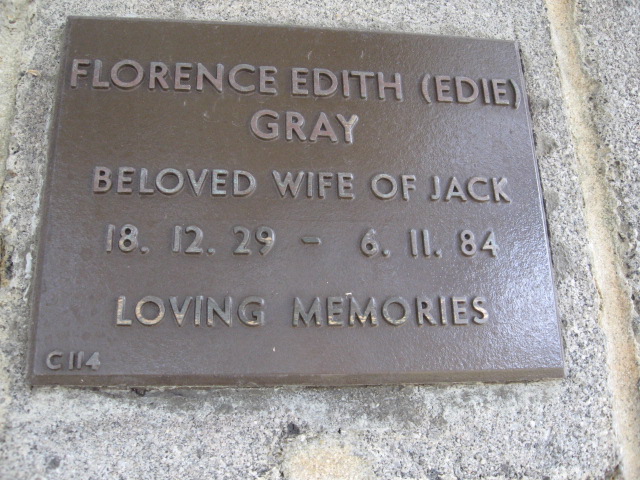 FLORENCE EDITH (EDIE)
GRAY
BELOVED WIFE OF JACK
18. 12. 29 - 6. 11. 84
LOVING MEMORIES
C114